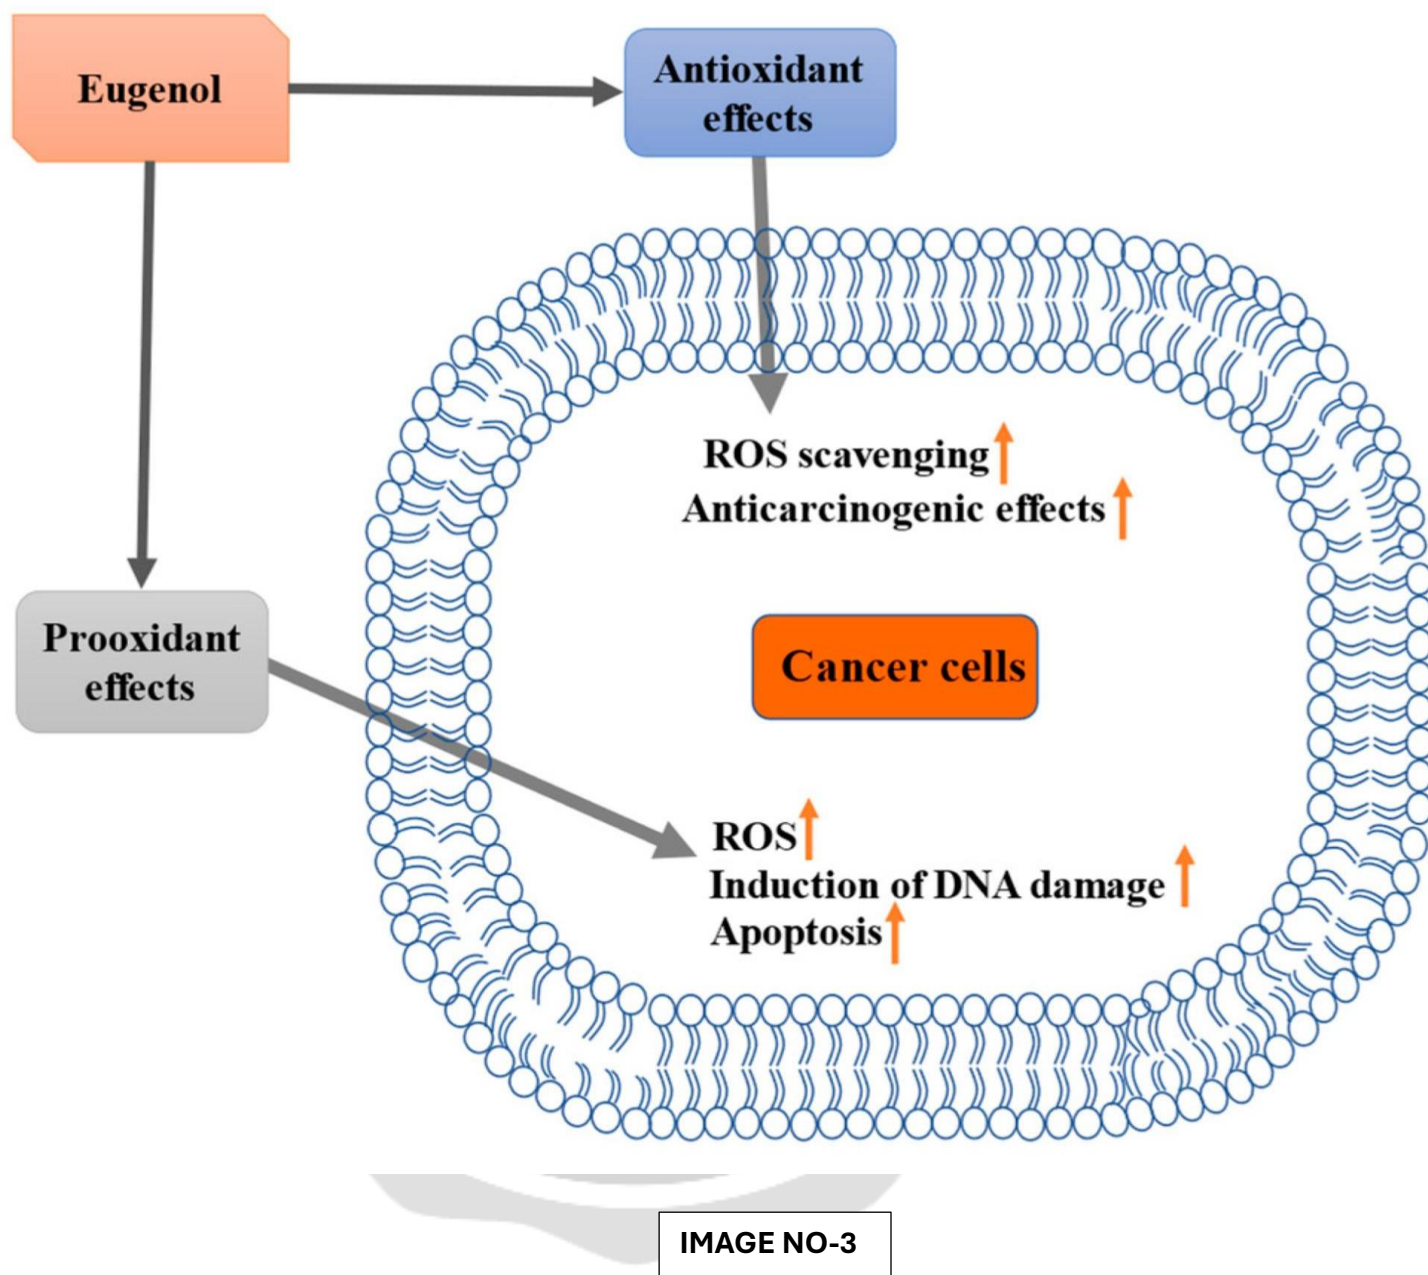 Eugenol
Antioxidant
effects
ROS scavenging
Anticarcinogenic effects
Prooxidant
effects
Cancer cells
ROS
Induction of DNA damage
Apoptosis
IMAGE NO-3